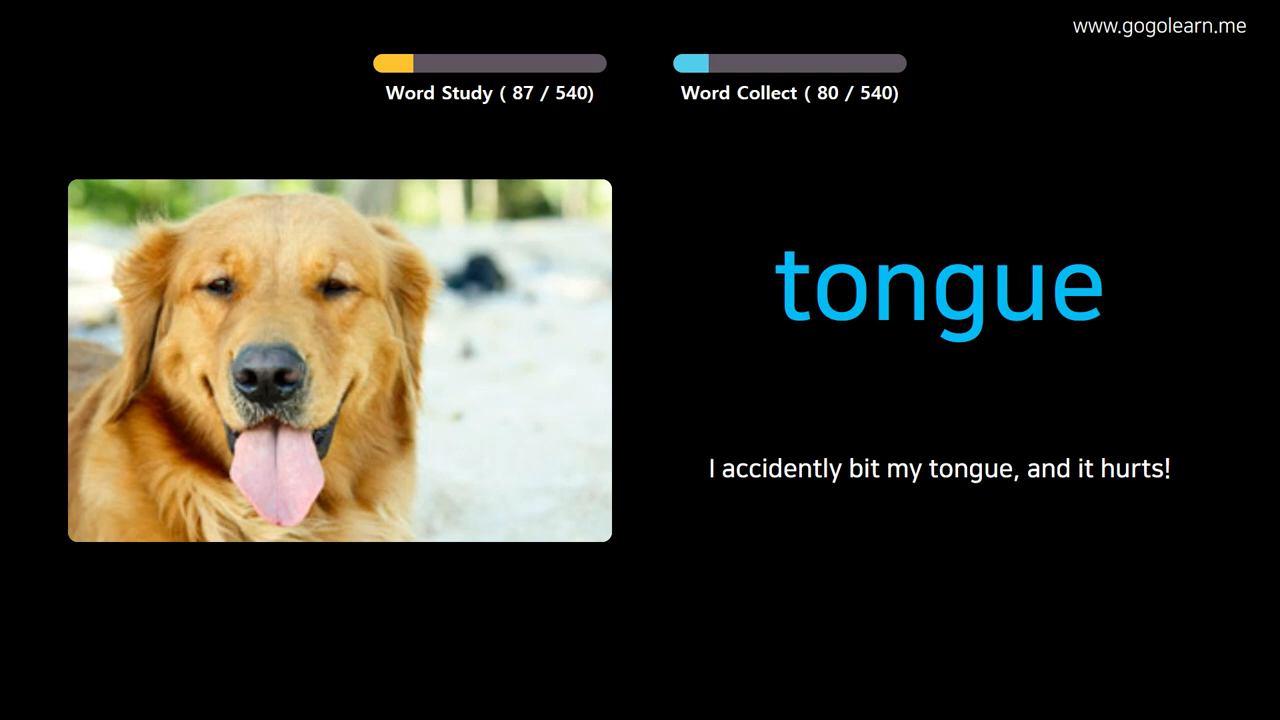 www.gogolearn.me
Word Study ( 87 / 540)
Word Collect ( 80 / 540)
tongue
I accidently bit my tongue, and it hurts!